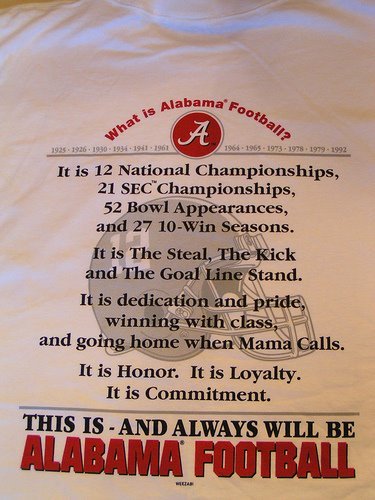 What is Alabama® Football?
A
1925 · 1926 · 1930 · 1934 · 1941 · 1961 1964 · 1965 · 1973 · 1978 · 1979 · 1992
It is 12 National Championships,
21 SEC™ Championships,
52 Bowl Appearances,
and 27 10-Win Seasons.
It is The Steal, The Kick
and The Goal Line Stand.
It is dedication and pride,
winning with class,
and going home when Mama Calls.
It is Honor. It is Loyalty.
It is Commitment.
THIS IS - AND ALWAYS WILL BE
ALABAMA® FOOTBALL
WEEZABI